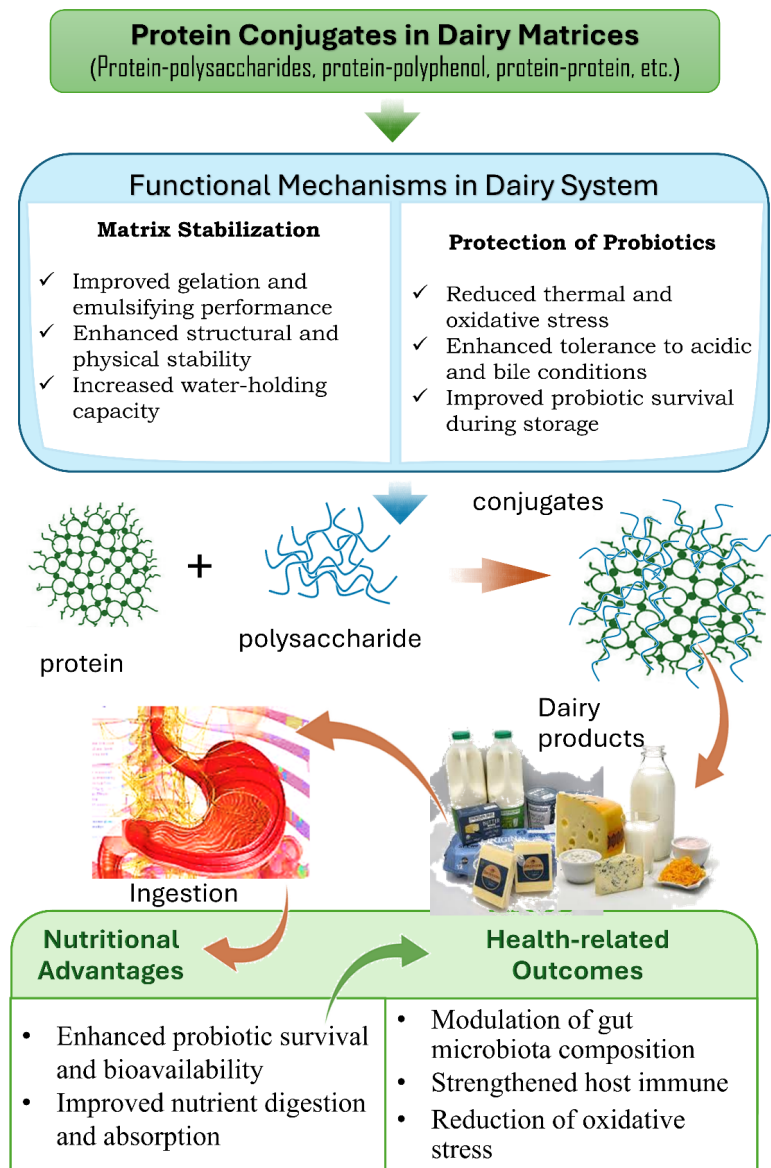 Protein Conjugates in Dairy Matrices
(Protein-polysaccharides, protein-polyphenol, protein-protein, etc.)
Functional Mechanisms in Dairy System
Matrix Stabilization
✓ Improved gelation and
emulsifying performance
✓ Enhanced structural and
physical stability
✓ Increased water-holding
capacity
Protection of Probiotics
✓ Reduced thermal and
oxidative stress
✓ Enhanced tolerance to acidic
and bile conditions
✓ Improved probiotic survival
during storage
protein
+
polysaccharide
conjugates
Dairy
products
Ingestion
Nutritional
Advantages
• Enhanced probiotic survival
and bioavailability
• Improved nutrient digestion
and absorption
Health-related
Outcomes
• Modulation of gut
microbiota composition
• Strengthened host immune
• Reduction of oxidative
stress